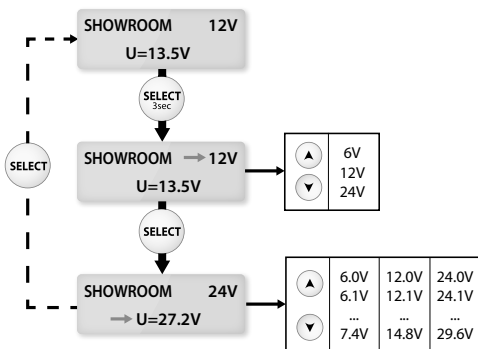 SHOWROOM 12V
U=13.5V
SELECT
3sec
SHOWROOM → 12V
U=13.5V
6V
12V
24V
SELECT
SELECT
SHOWROOM 24V
→ U=27.2V
6.0V 12.0V 24.0V
6.1V 12.1V 24.1V
... ... ...
7.4V 14.8V 29.6V